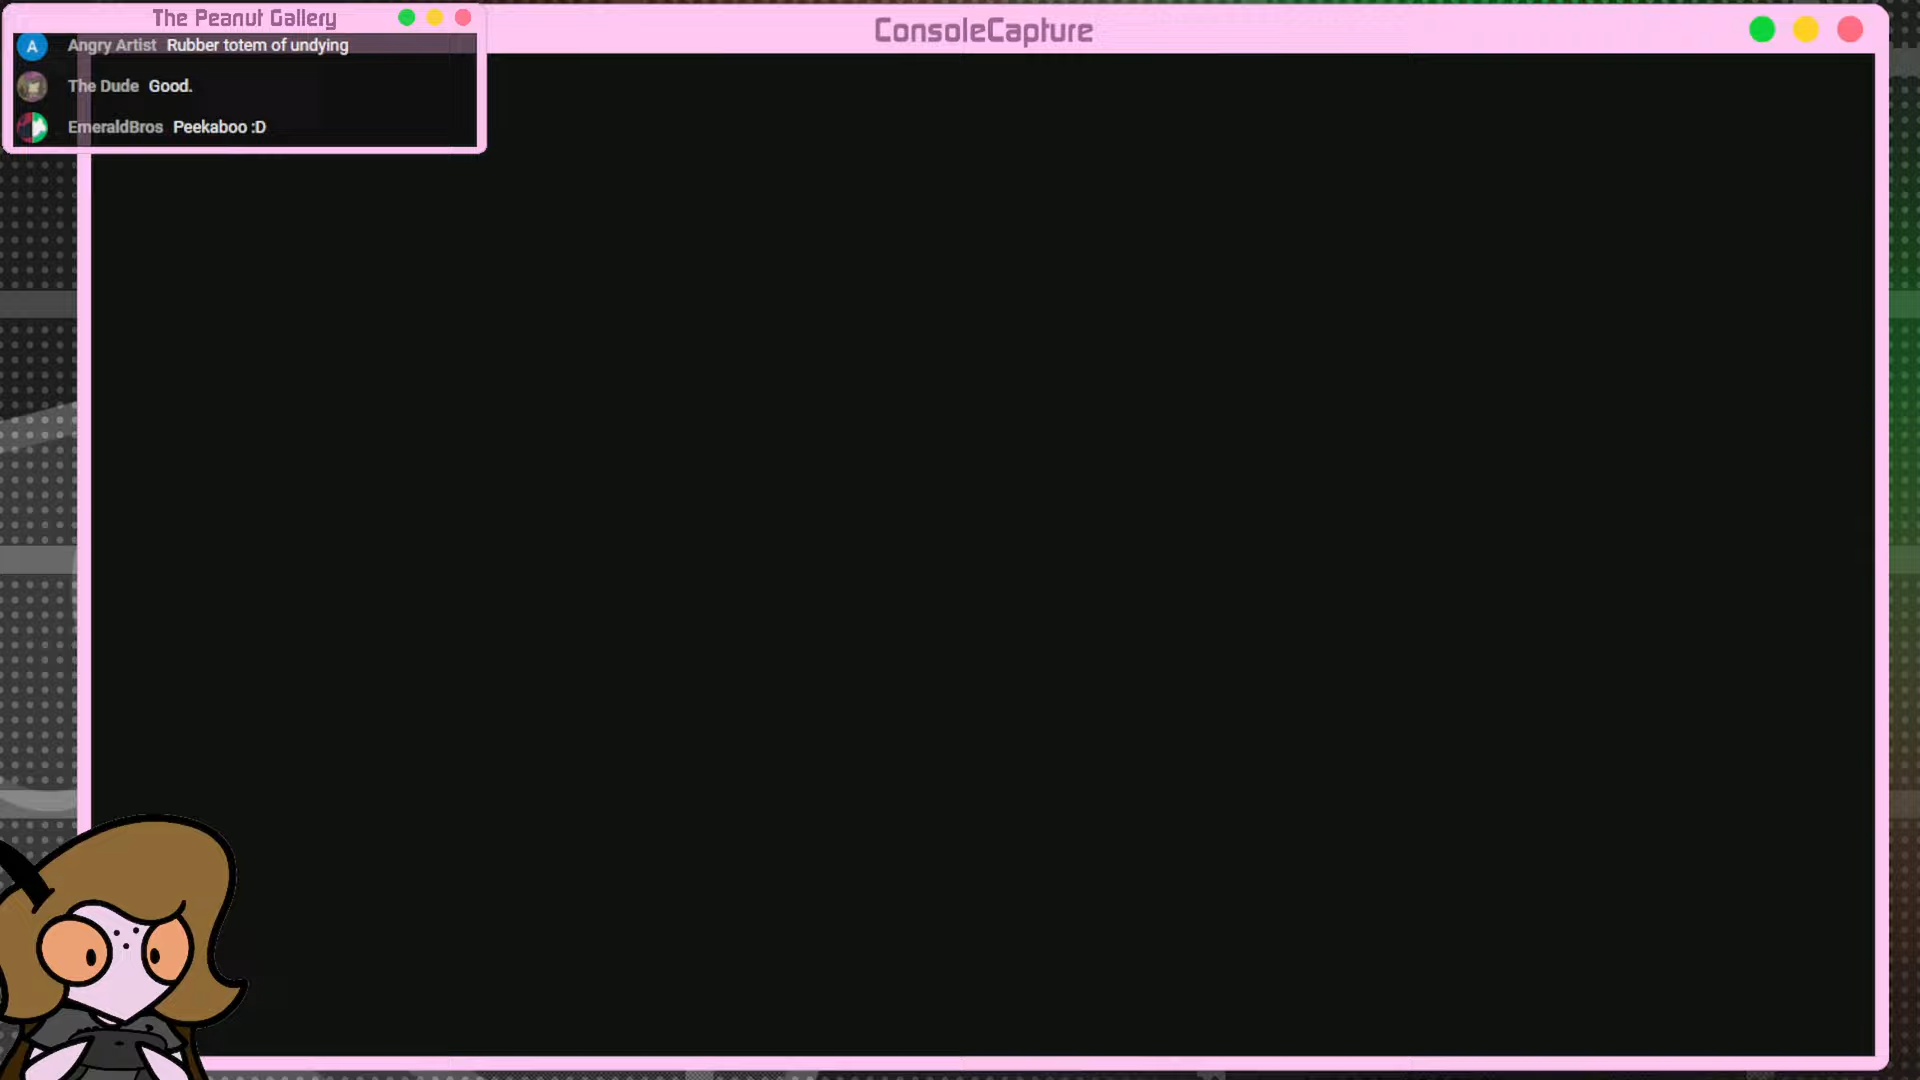 The Peanut Gallery
ConsoleCapture
A Angry Artist Rubber totem of undying
The Dude Good.
EmeraldBros Peekaboo :D